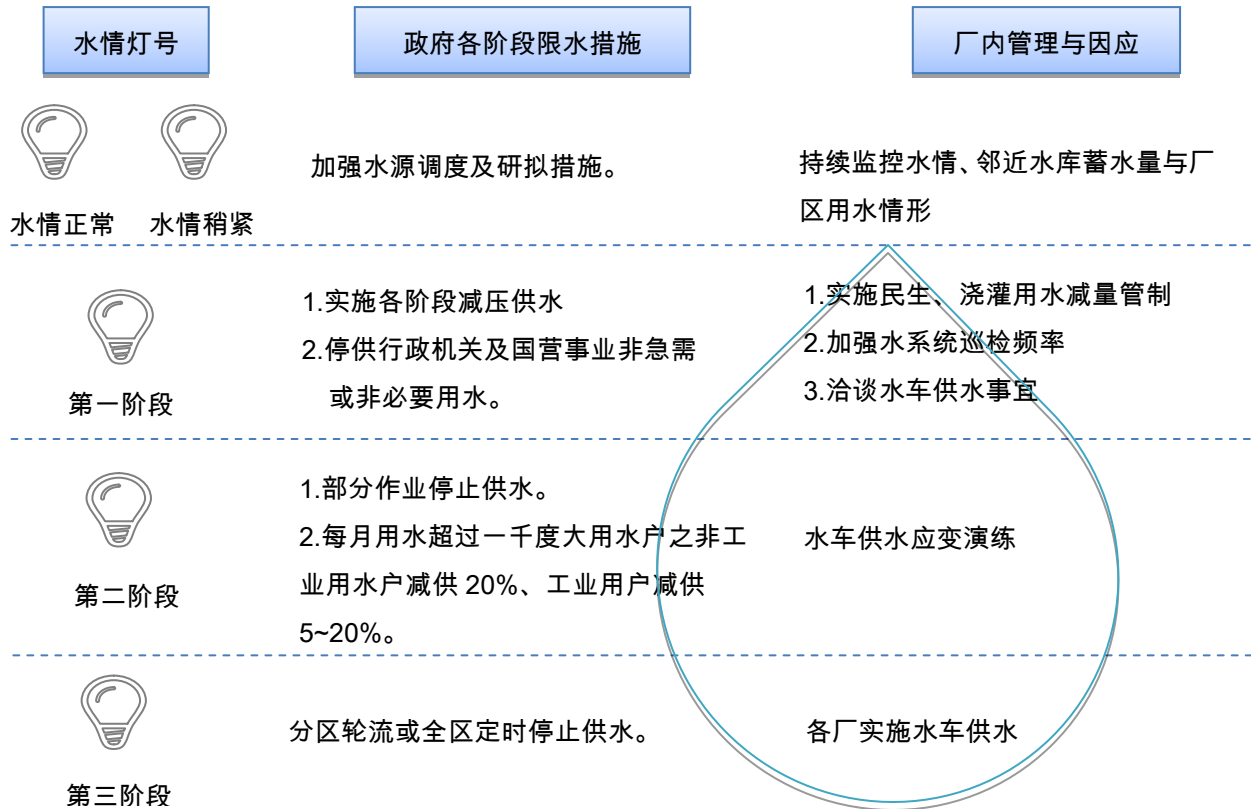 水情灯号
政府各阶段限水措施
厂内管理与因应
水情正常
水情稍紧
加强水源调度及研拟措施。
持续监控水情、邻近水库蓄水量与厂
区用水情形
第一阶段
1.实施各阶段减压供水
2.停供行政机关及国营事业非急需
或非必要用水。
1.实施民生、浇灌用水减量管制
2.加强水系统巡检频率
3.洽谈水车供水事宜
第二阶段
1.部分作业停止供水。
2.每月用水超过一千度大用水户之非工
业用水户减供 20%、工业用户减供
5~20%。
水车供水应变演练
第三阶段
分区轮流或全区定时停止供水。
各厂实施水车供水